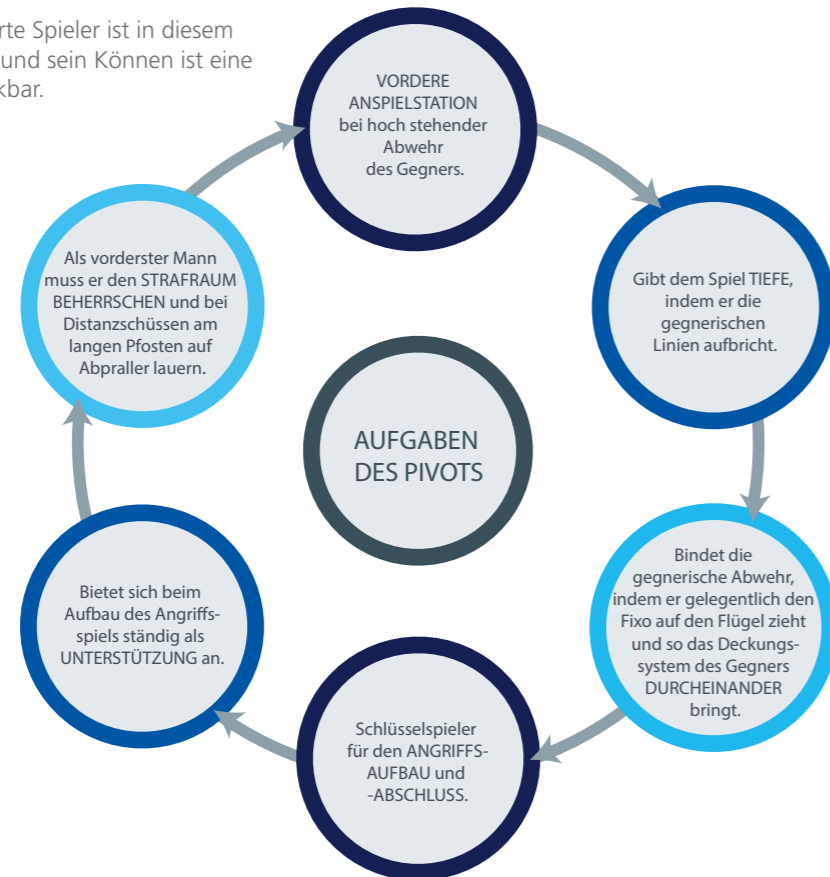 rte Spieler ist in diesem
und sein Können ist eine
kbar.
VORDERE
ANSPIELSTATION
bei hoch stehender
Abwehr
des Gegners.
Gibt dem Spiel TIEFE,
indem er die
gegnerischen
Linien aufbricht.
Bindet die
gegnerische Abwehr,
indem er gelegentlich den
Fixo auf den Flügel zieht
und so das Deckungs-
system des Gegners
DURCHEINANDER
bringt.
Schlüsselspieler
für den ANGRIFFS-
AUFBAU und
-ABSCHLUSS.
Bietet sich beim
Aufbau des Angriffs-
spiels ständig als
UNTERSTÜTZUNG an.
Als vorderster Mann
muss er den STRAFRAUM
BEHERRSCHEN und bei
Distanzschüssen am
langen Pfosten auf
Abpraller lauern.
AUFGABEN
DES PIVOTS